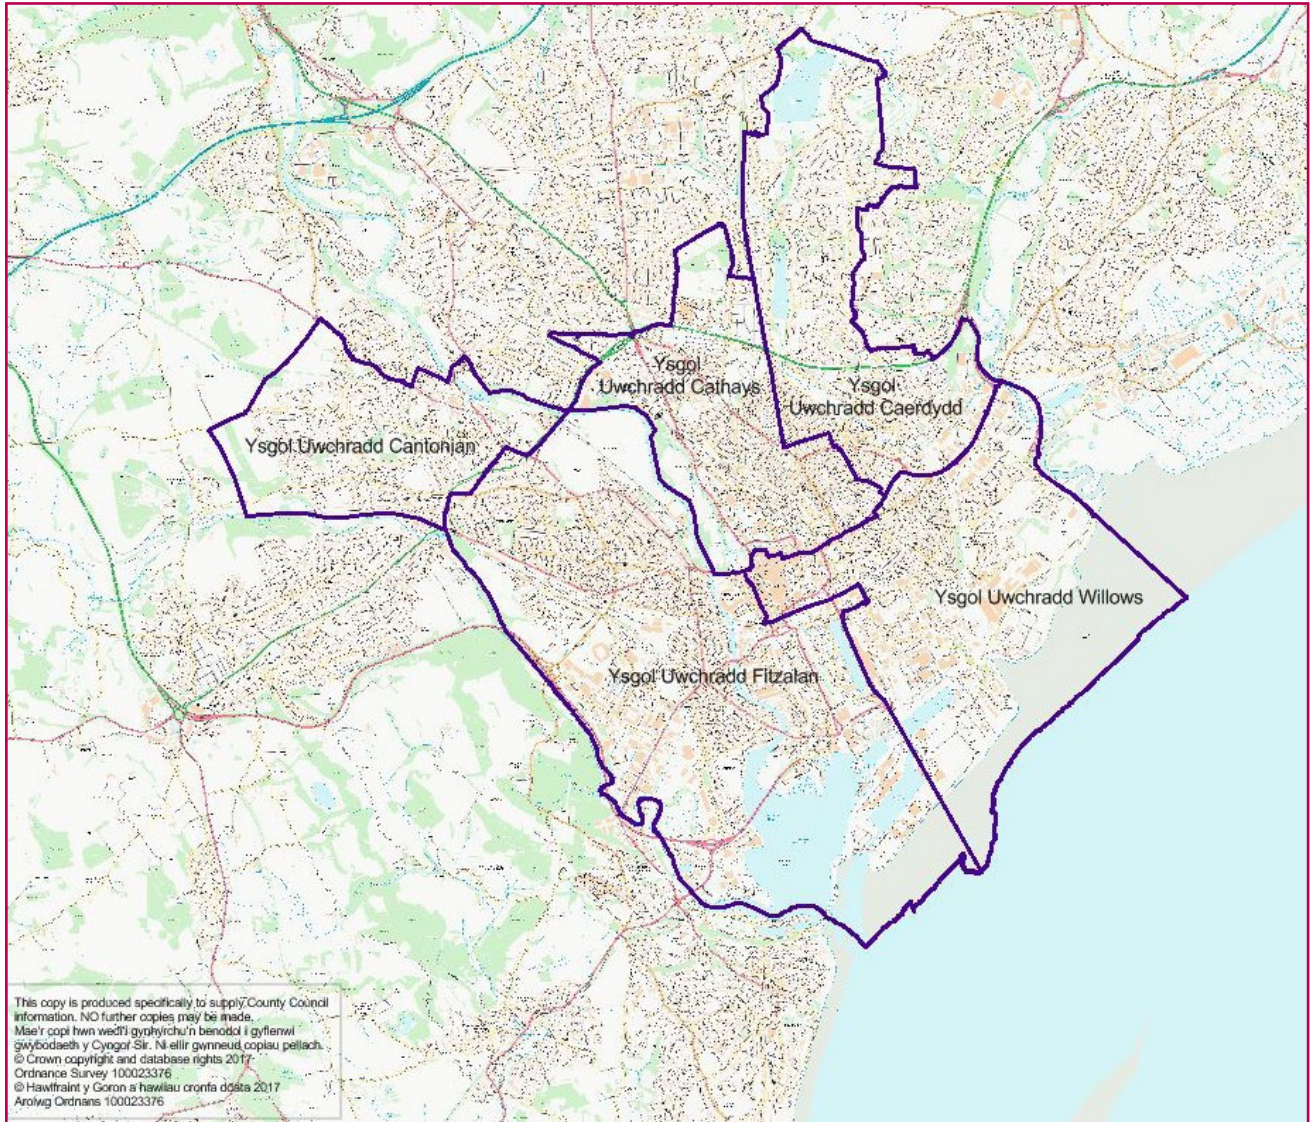 Ysgol
Uwchradd Cathays
Ysgol
Uwchradd Caerdydd
Ysgol Uwchradd Cantonian
Ysgol Uwchradd Willows
Ysgol Uwchradd Fitzalan
This copy is produced specifically to supply County Council
information. NO further copies may be made.
Mae'r copi hwn wedi'i gynhyrchu'n benodol i gyflenwi
gwybodaeth y Cyngor Sir. Ni ellir gwneud copiau pellach.
© Crown copyright and database rights 2017
Ordnance Survey 100023376
© Hawlfraint y Goron a hawliau cronfa ddata 2017
Arolwg Ordnans 100023376